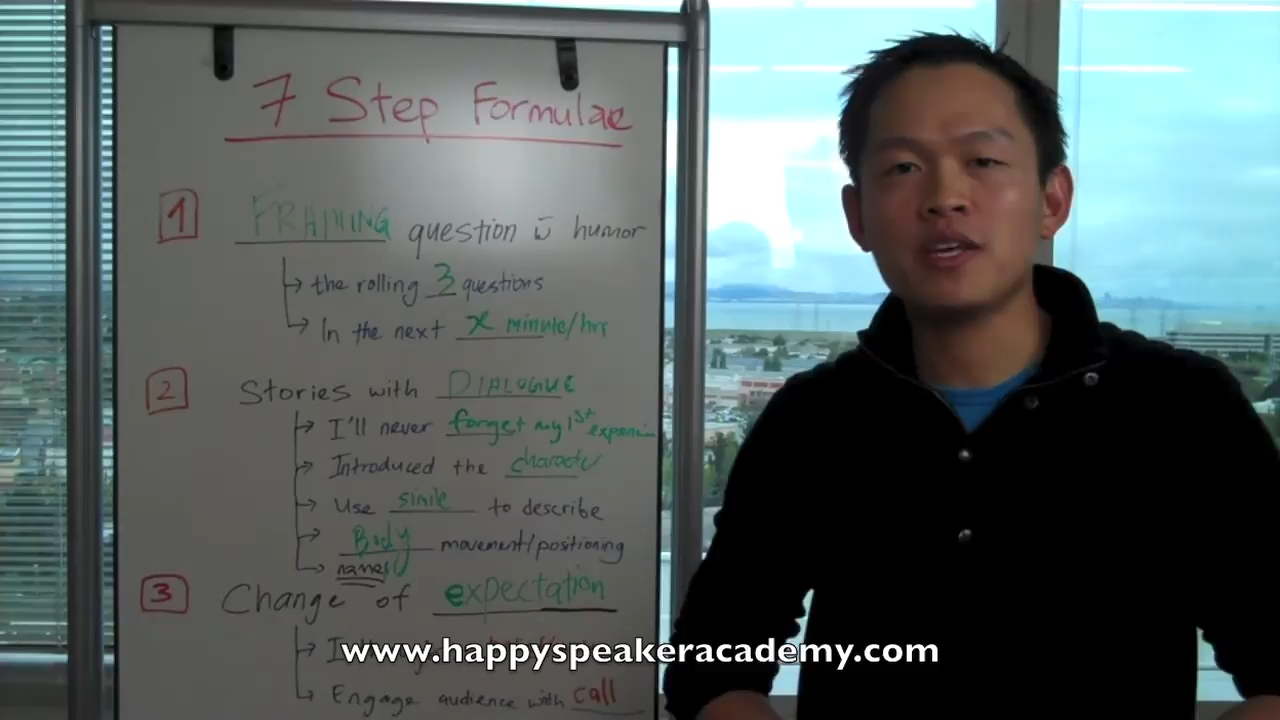 7 Step Formulae
1 FRAMING question w̄ humor
the rolling 3 questions
In the next X minute/hrs
2 Stories with DIALOGUE
I'll never forget my 1st
Introduced the character
Use simile to describe
Body movement/positioning
names
3 Change of expectation
www.happyspeakeracademy.com
Engage audience with call